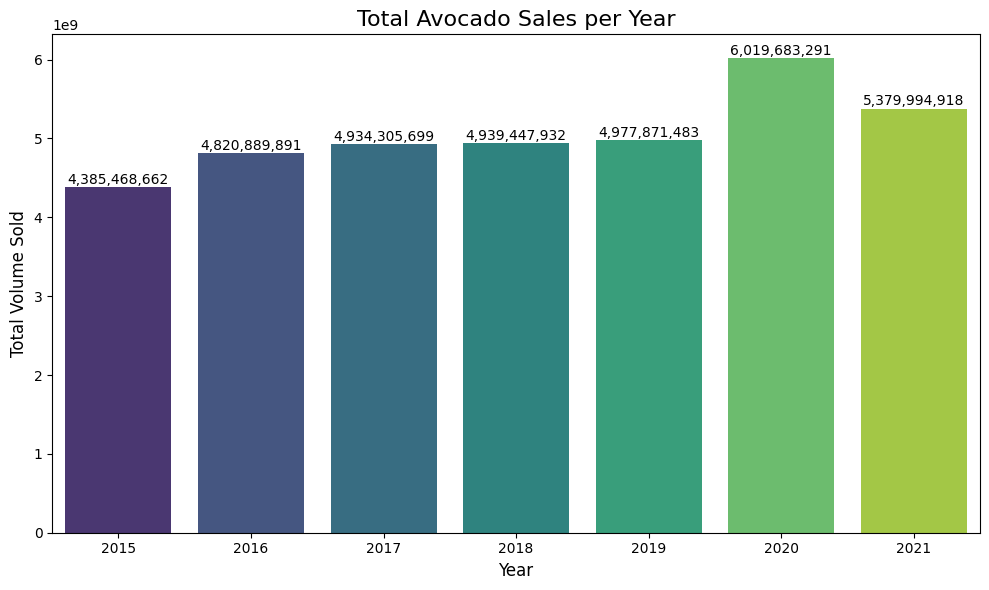 Total Avocado Sales per Year
1e9
Total Volume Sold
6
5
4
3
2
1
0
4,385,468,662
4,820,889,891
4,934,305,699
4,939,447,932
4,977,871,483
6,019,683,291
5,379,994,918
2015 2016 2017 2018 2019 2020 2021
Year